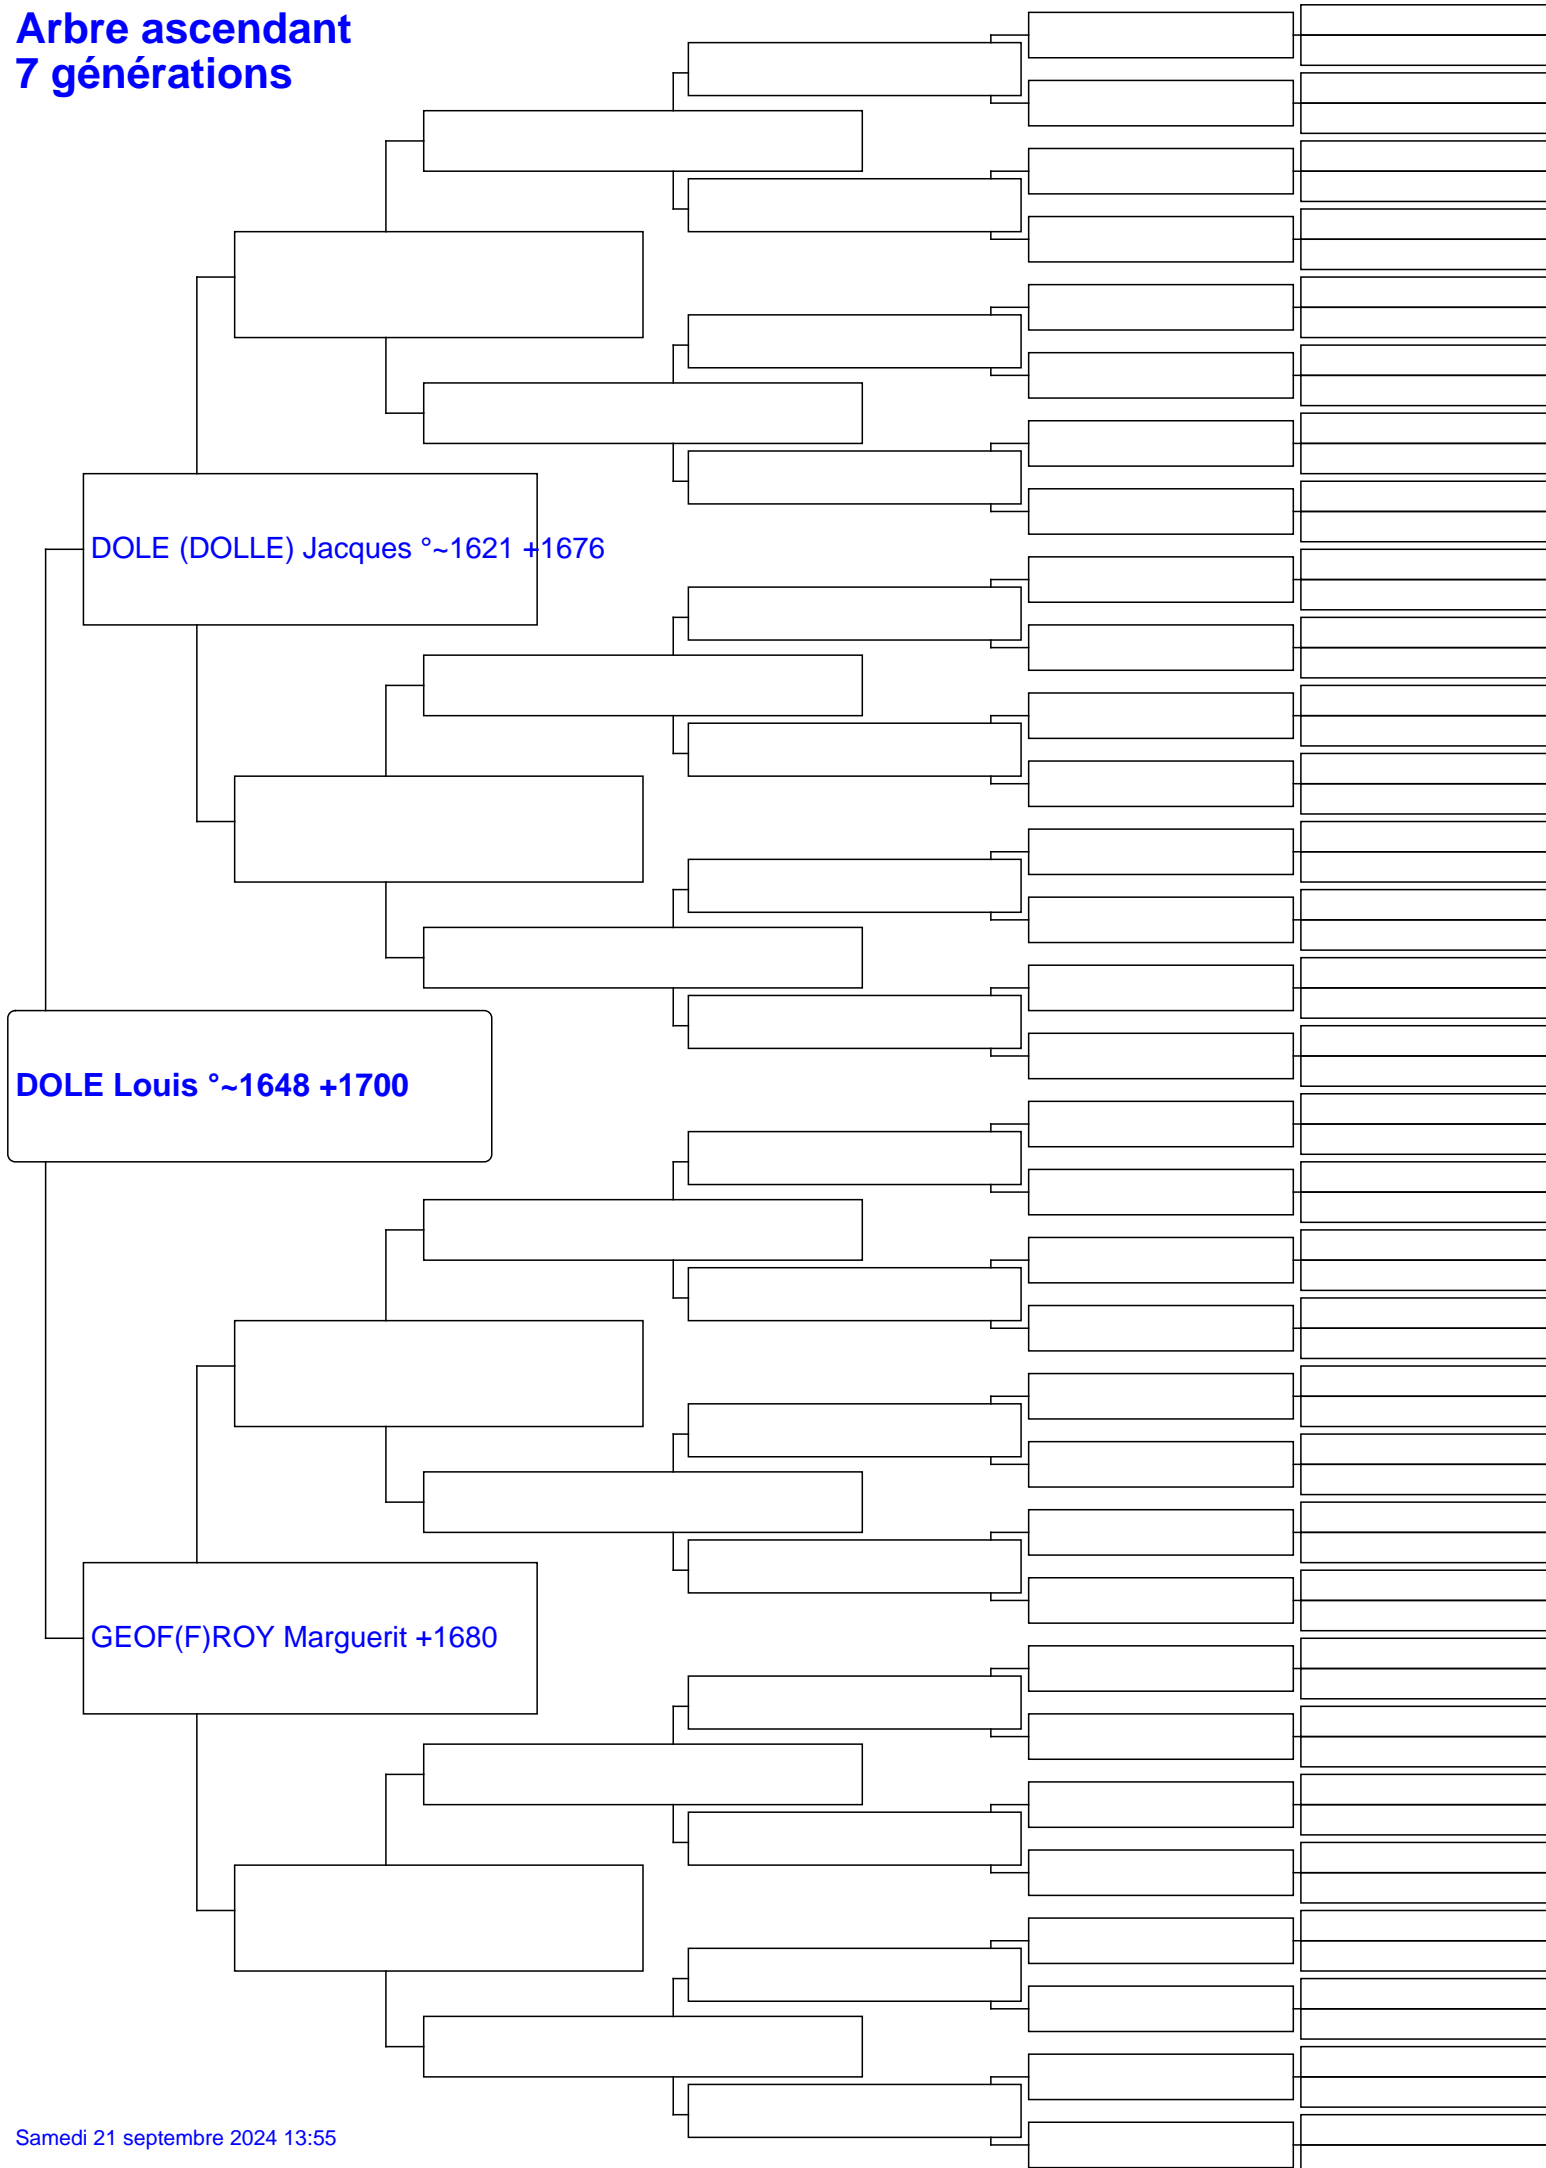 Arbre ascendant
7 générations
DOLE (DOLLE) Jacques °~1621 +1676
DOLE Louis °~1648 +1700
GEOF(F)ROY Marguerit +1680
Samedi 21 septembre 2024 13:55